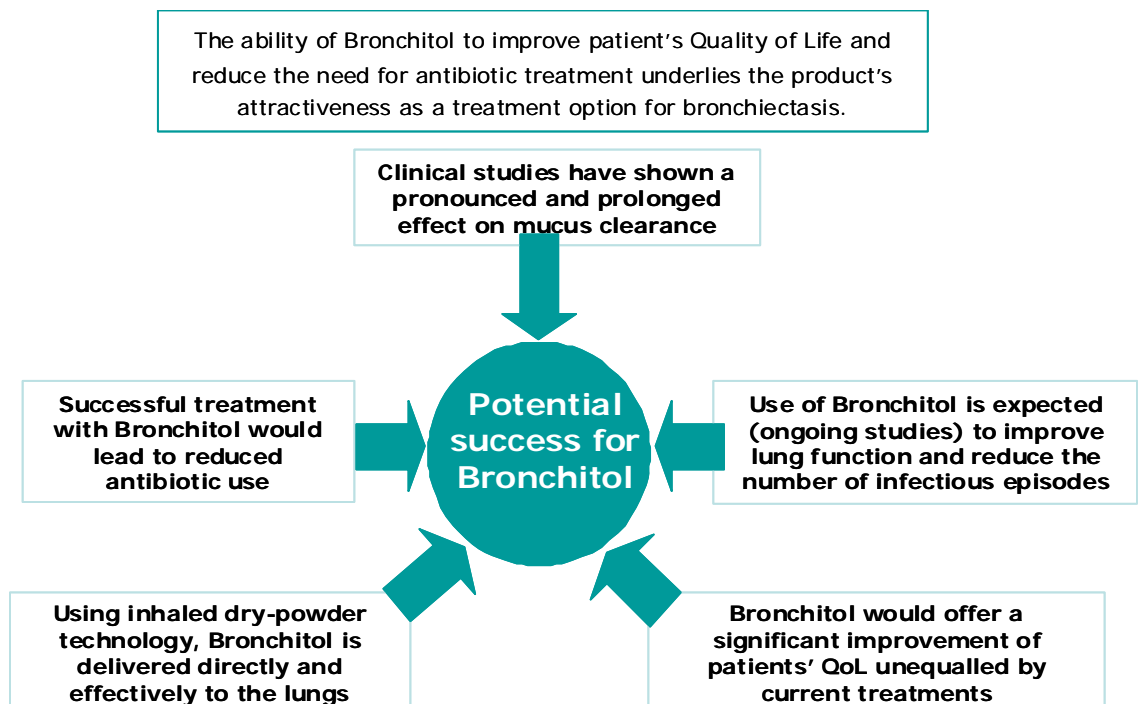 The ability of Bronchitol to improve patient's Quality of Life and
reduce the need for antibiotic treatment underlies the product's
attractiveness as a treatment option for bronchiectasis.
Clinical studies have shown a
pronounced and prolonged
effect on mucus clearance
Successful treatment
with Bronchitol would
lead to reduced
antibiotic use
Potential
success for
Bronchitol
Use of Bronchitol is expected
(ongoing studies) to improve
lung function and reduce the
number of infectious episodes
Using inhaled dry-powder
technology, Bronchitol is
delivered directly and
effectively to the lungs
Bronchitol would offer a
significant improvement of
patients' QoL unequalled by
current treatments